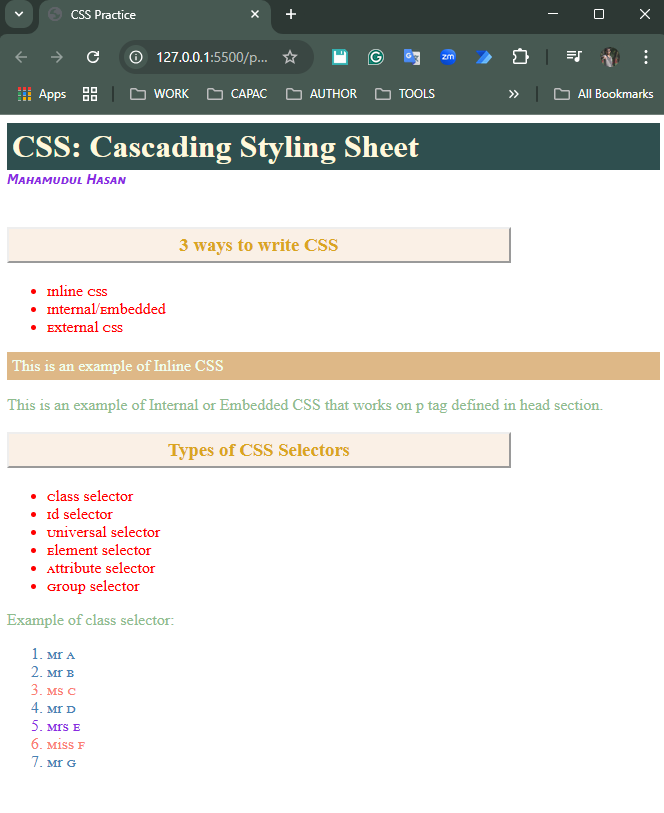 CSS Practice
127.0.0.1:5500/p...
zm
Apps
WORK
CAPAC
AUTHOR
TOOLS
All Bookmarks
CSS: Cascading Styling Sheet
Mahamudul Hasan
3 ways to write CSS
Inline CSS
Internal/Embedded
External CSS
This is an example of Inline CSS
This is an example of Internal or Embedded CSS that works on p tag defined in head section.
Types of CSS Selectors
Class selector
Id selector
Universal selector
Element selector
Attribute selector
Group selector
Example of class selector:
1. Mr A
2. Mr B
3. Ms C
4. Mr D
5. Mrs E
6. Miss F
7. Mr G